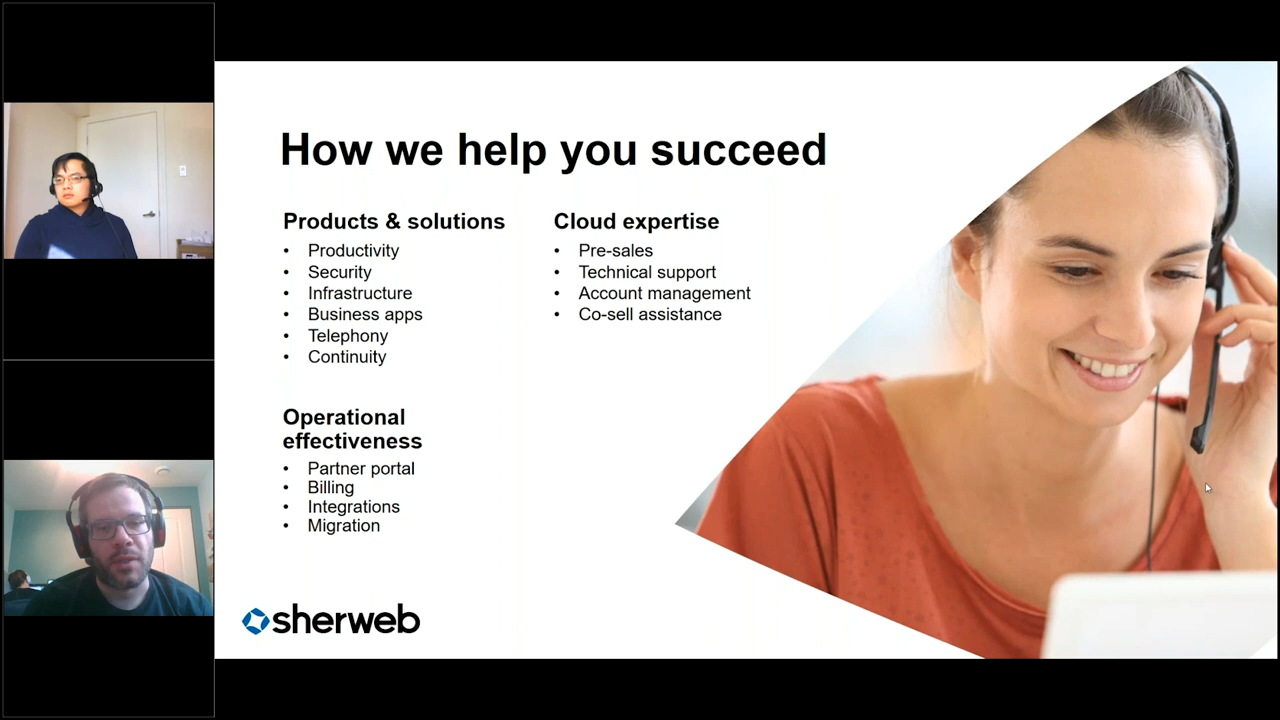 How we help you succeed
Products & solutions
• Productivity
• Security
• Infrastructure
• Business apps
• Telephony
• Continuity
Cloud expertise
• Pre-sales
• Technical support
• Account management
• Co-sell assistance
Operational
effectiveness
• Partner portal
• Billing
• Integrations
• Migration
sherweb